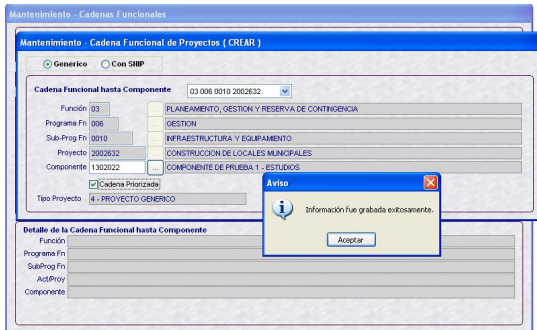 Mantenimiento - Cadenas Funcionales
Mantenimiento - Cadena Funcional de Proyectos ( CREAR )
Generico Con SNIP
Cadena Funcional hasta Componente 03 006 0010 2002632
Función 03 ... PLANEAMIENTO, GESTION Y RESERVA DE CONTINGENCIA
Programa Fn 006 ... GESTION
Sub-Prog Fn 0010 ... INFRAESTRUCTURA Y EQUIPAMIENTO
Proyecto 2002632 ... CONSTRUCCION DE LOCALES MUNICIPALES
Componente 1302022 ... COMPONENTE DE PRUEBA 1 - ESTUDIOS
Cadena Priorizada
Tipo Proyecto 4 - PROYECTO GENERICO
Aviso
Información fue grabada exitosamente.
Aceptar
Detalle de la Cadena Funcional hasta Componente
Función
Programa Fn
SubProg Fn
Act/Proy
Componente